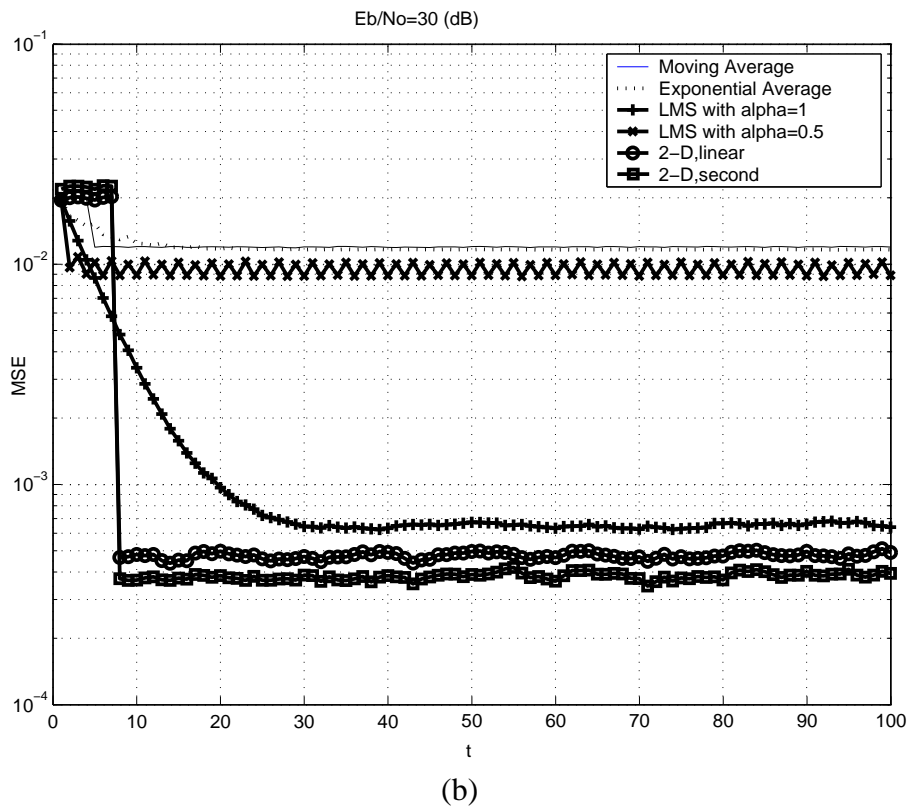 Eb/No=30 (dB)
10⁻¹
Moving Average
Exponential Average
LMS with alpha=1
LMS with alpha=0.5
2−D,linear
2−D,second
10⁻²
MSE
10⁻³
10⁻⁴
0 10 20 30 40 50 60 70 80 90 100
t
(b)